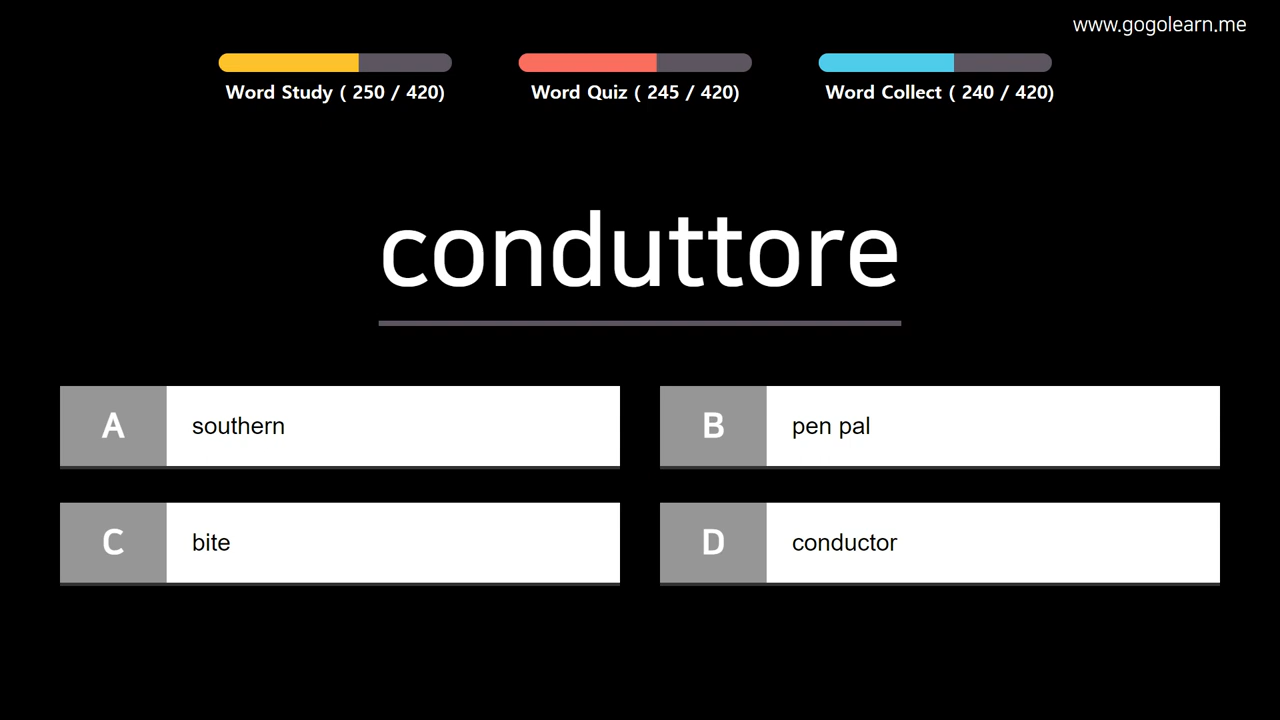 www.gogolearn.me
Word Study ( 250 / 420)
Word Quiz ( 245 / 420)
Word Collect ( 240 / 420)
conduttore
A southern
B pen pal
C bite
D conductor